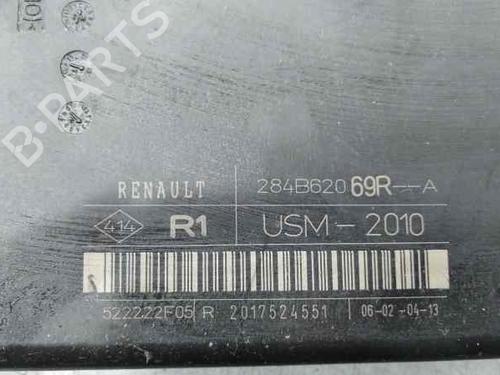 B-PARTS
RENAULT 284B620 69R--A
414 R1 USM-2010
522222F05 R 2017524551 06-02-04-13